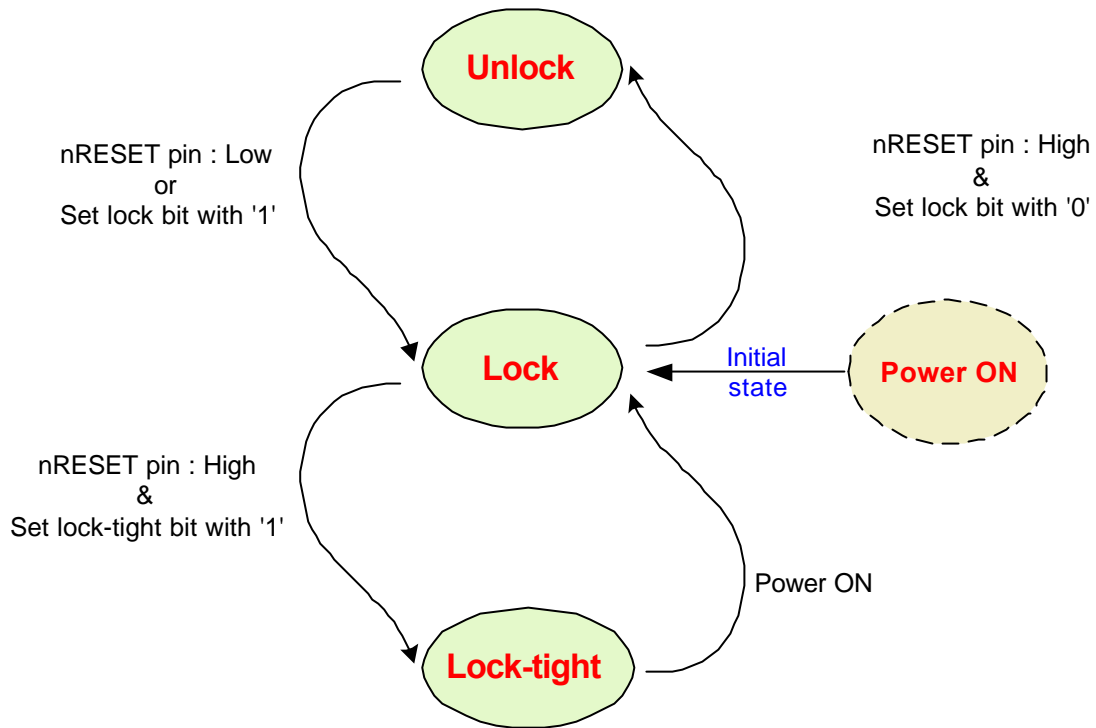 Unlock
nRESET pin : Low
or
Set lock bit with '1'
nRESET pin : High
&
Set lock bit with '0'
Lock
Initial
state
Power ON
nRESET pin : High
&
Set lock-tight bit with '1'
Power ON
Lock-tight